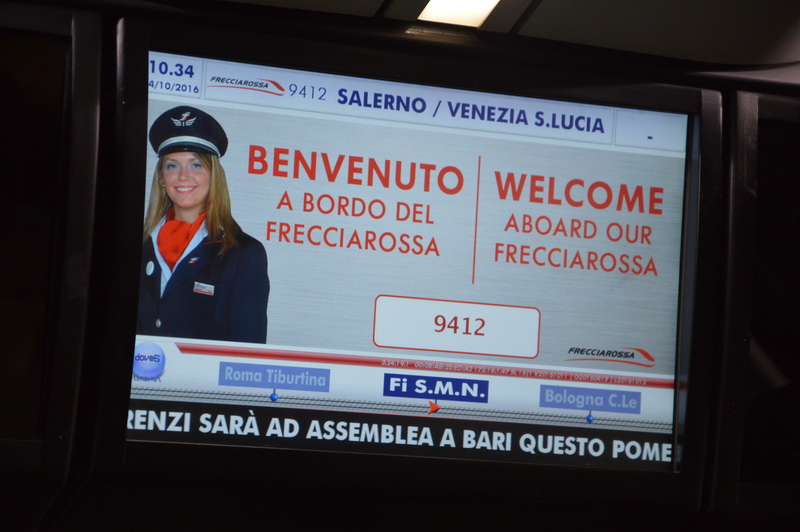 10.34
4/10/2016
FRECCIAROSSA 9412 SALERNO / VENEZIA S.LUCIA
-
BENVENUTO
A BORDO DEL
FRECCIAROSSA
WELCOME
ABOARD OUR
FRECCIAROSSA
9412
FRECCIAROSSA
dove6
Roma Tiburtina
Fi S.M.N.
Bologna C.Le
RENZI SARÀ AD ASSEMBLEA A BARI QUESTO POME